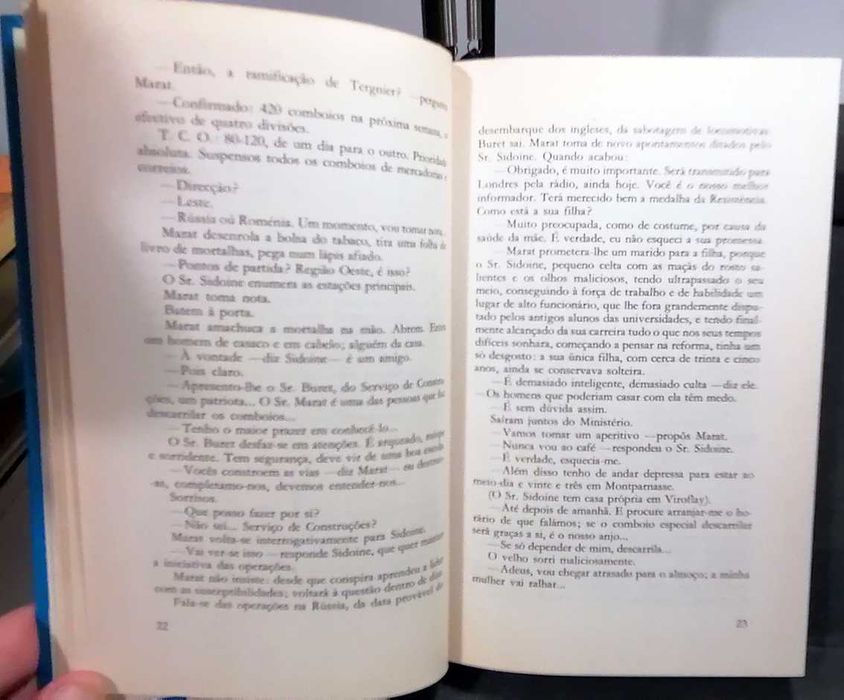 —Então, a ramificação de Tergnier? —pergunta
Marat.
—Confirmado: 420 comboios na próxima semana, o
efectivo de quatro divisões.
T. C. O.: 80-120, de um dia para o outro. Prioridade
absoluta. Suspensos todos os comboios de mercadorias e
correios.
—Direcção?
—Leste.
—Rússia ou Roménia. Um momento, vou tomar nota.
Marat desenrola a bolsa do tabaco, tira uma folha do
livro de mortalhas, pega num lápis afiado.
—Pontos de partida? Região Oeste, é isso?
O Sr. Sidoine enumera as estações principais.
Marat toma nota.
Batem à porta.
Marat amachuca a mortalha na mão. Abrem. Entra
um homem de casaco e em cabelo; alguém da casa.
—À vontade —diz Sidoine— é um amigo.
—Pois claro.
—Apresento-lhe o Sr. Buret, do Serviço de Constru-
ções, um patriota... O Sr. Marat é uma das pessoas que faz
descarrilar os comboios...
—Tenho o maior prazer em conhecê-lo...
O Sr. Buret desfaz-se em atenções. É arqueado,
e sorridente. Tem segurança, deve vir de uma boa escola.
—Vocês constroem as vias —diz Marat— eu destruo-
-as, completamo-nos, devemos entender-nos...
Sorrisos.
—Que posso fazer por si?
—Não sei... Serviço de Construções?
Marat volta-se interrogativamente para Sidoine.
—Vai ver-se isso —responde Sidoine, que quer manter
a iniciativa das operações.
Marat não insiste: desde que conspira aprendeu a lidar
com as susceptibilidades; voltará à questão dentro de dias.
Fala-se das operações na Rússia, da data provável do
22
desembarque dos ingleses, da sabotagem de locomotivas.
Buret sai. Marat toma de novo apontamentos ditados pelo
Sr. Sidoine. Quando acabou:
—Obrigado, é muito importante. Será transmitido para
Londres pela rádio, ainda hoje. Você é o nosso melhor
informador. Terá merecido bem a medalha da Resistência.
Como está a sua filha?
—Muito preocupada, como de costume, por causa da
saúde da mãe. É verdade, eu não esqueci a sua promessa.
Marat prometera-lhe um marido para a filha, porque
o Sr. Sidoine, pequeno celta com as maçãs do rosto sa-
lientes e os olhos maliciosos, tendo ultrapassado o seu
meio, conseguindo à força de trabalho e de habilidade um
lugar de alto funcionário, que lhe fora grandemente dispu-
tado pelos antigos alunos das universidades, e tendo final-
mente alcançado da sua carreira tudo o que nos seus tempos
difíceis sonhara, começando a pensar na reforma, tinha um
só desgosto: a sua única filha, com cerca de trinta e cinco
anos, ainda se conservava solteira.
—É demasiado inteligente, demasiado culta —diz ele.
—Os homens que poderiam casar com ela têm medo.
—É sem dúvida assim.
Saíram juntos do Ministério.
—Vamos tomar um aperitivo —propôs Marat.
—Nunca vou ao café —respondeu o Sr. Sidoine.
—É verdade, esquecia-me.
—Além disso tenho de andar depressa para estar ao
meio-dia e vinte e três em Montparnasse.
(O Sr. Sidoine tem casa própria em Viroflay).
—Até depois de amanhã. E procure arranjar-me o ho-
rário de que falámos; se o comboio especial descarrilar
será graças a si, é o nosso anjo...
—Se só depender de mim, descarrila...
O velho sorri maliciosamente.
—Adeus, vou chegar atrasado para o almoço; a minha
mulher vai ralhar...
23